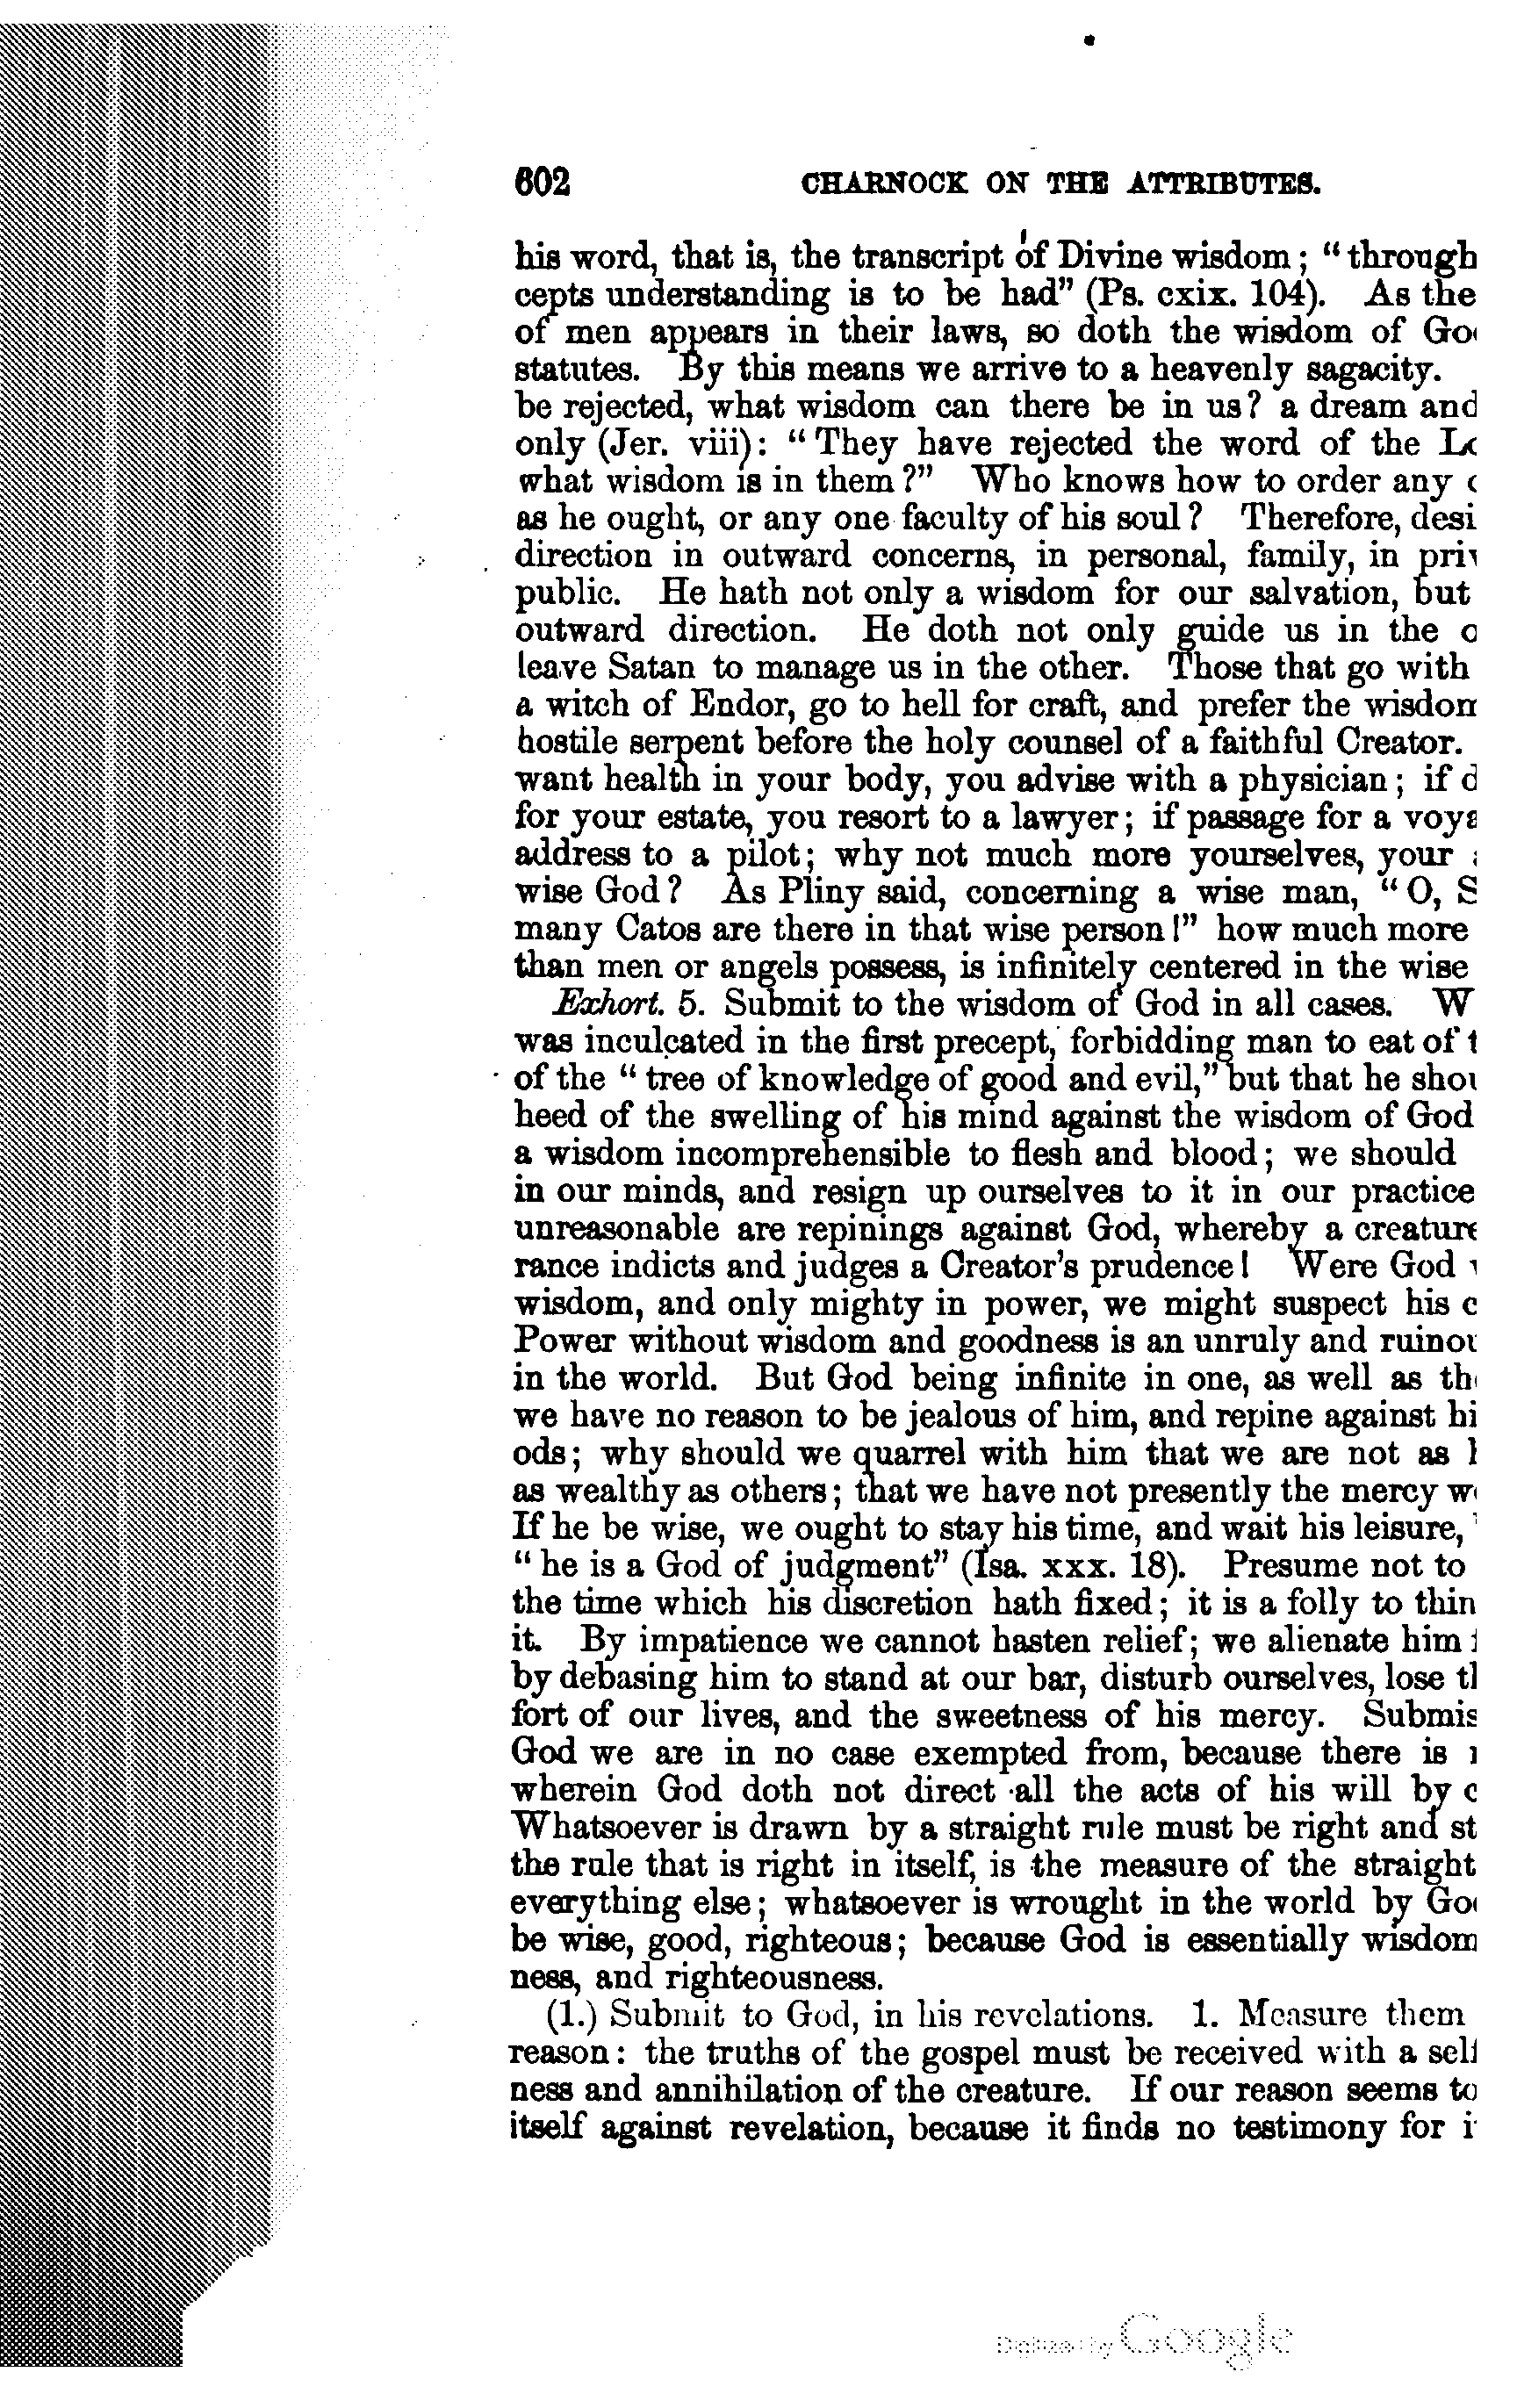 602 CHARNOCK ON THE ATTRIBUTES.
his word, that is, the transcript of Divine wisdom; "through
cepts understanding is to be had" (Ps. cxix. 104). As the
of men appears in their laws, so doth the wisdom of
statutes. By this means we arrive to a heavenly sagacity.
be rejected, what wisdom can there be in us? a dream and
only (Jer. viii): "They have rejected the word of the
what wisdom is in them?" Who knows how to order any
as he ought, or any one faculty of his soul? Therefore, desi
direction in outward concerns, in personal, family, in pri
public. He hath not only a wisdom for our salvation, but
outward direction. He doth not only guide us in the
leave Satan to manage us in the other. Those that go with
a witch of Endor, go to hell for craft, and prefer the wisdom
hostile serpent before the holy counsel of a faithful Creator.
want health in your body, you advise with a physician; if
for your estate, you resort to a lawyer; if passage for a voya
address to a pilot; why not much more yourselves, your
wise God? As Pliny said, concerning a wise man, "O, S
many Catos are there in that wise person!" how much more
than men or angels possess, is infinitely centered in the wise
Exhort. 5. Submit to the wisdom of God in all cases. W
was inculcated in the first precept, forbidding man to eat of
of the "tree of knowledge of good and evil," but that he shou
heed of the swelling of his mind against the wisdom of God
a wisdom incomprehensible to flesh and blood; we should
in our minds, and resign up ourselves to it in our practice
unreasonable are repinings against God, whereby a creature
rance indicts and judges a Creator's prudence! Were God
wisdom, and only mighty in power, we might suspect his
Power without wisdom and goodness is an unruly and ruinou
in the world. But God being infinite in one, as well as th
we have no reason to be jealous of him, and repine against hi
ods; why should we quarrel with him that we are not as
as wealthy as others; that we have not presently the mercy w
If he be wise, we ought to stay his time, and wait his leisure,
"he is a God of judgment" (Isa. xxx. 18). Presume not to
the time which his discretion hath fixed; it is a folly to thin
it. By impatience we cannot hasten relief; we alienate him
by debasing him to stand at our bar, disturb ourselves, lose
fort of our lives, and the sweetness of his mercy. Submis
God we are in no case exempted from, because there is
wherein God doth not direct all the acts of his will by
Whatsoever is drawn by a straight rule must be right and st
the rule that is right in itself, is the measure of the straight
everything else; whatsoever is wrought in the world by Go
be wise, good, righteous; because God is essentially wisdom
ness, and righteousness.
(1.) Submit to God, in his revelations. 1. Measure them
reason: the truths of the gospel must be received with a self
ness and annihilation of the creature. If our reason seems to
itself against revelation, because it finds no testimony for i
Digitized by Google